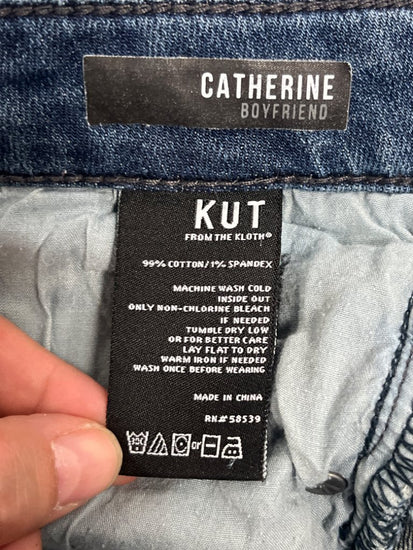 CATHERINE
BOYFRIEND
KUT
FROM THE KLOTH®
99% COTTON/1% SPANDEX
MACHINE WASH COLD
INSIDE OUT
ONLY NON-CHLORINE BLEACH
IF NEEDED
TUMBLE DRY LOW
OR FOR BETTER CARE
LAY FLAT TO DRY
WARM IRON IF NEEDED
WASH ONCE BEFORE WEARING
MADE IN CHINA
RN# 58539
or